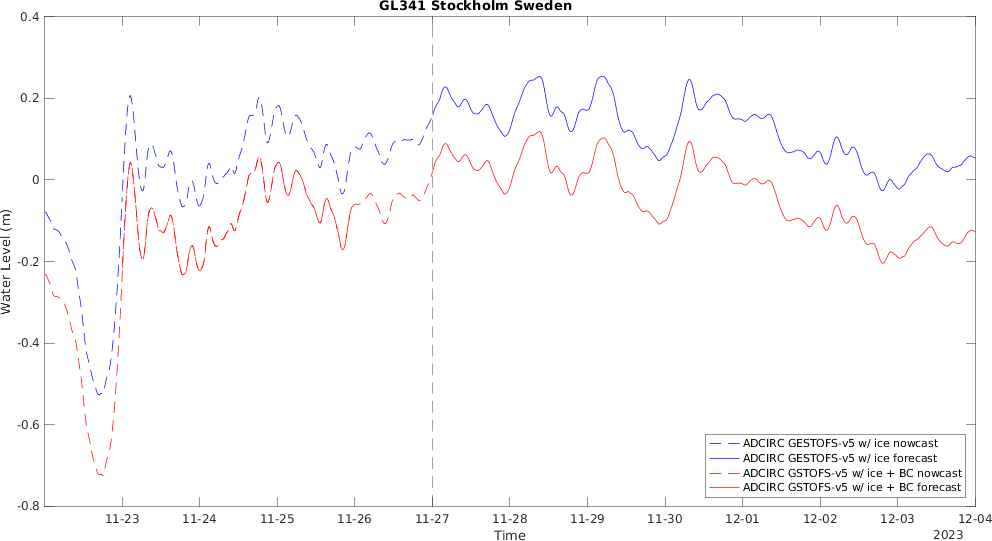 GL341 Stockholm Sweden
0.4
0.2
0
-0.2
-0.4
-0.6
-0.8
Water Level (m)
ADCIRC GESTOFS-v5 w/ ice nowcast
ADCIRC GESTOFS-v5 w/ ice forecast
ADCIRC GSTOFS-v5 w/ ice + BC nowcast
ADCIRC GSTOFS-v5 w/ ice + BC forecast
11-23 11-24 11-25 11-26 11-27 11-28 11-29 11-30 12-01 12-02 12-03 12-04
Time
2023